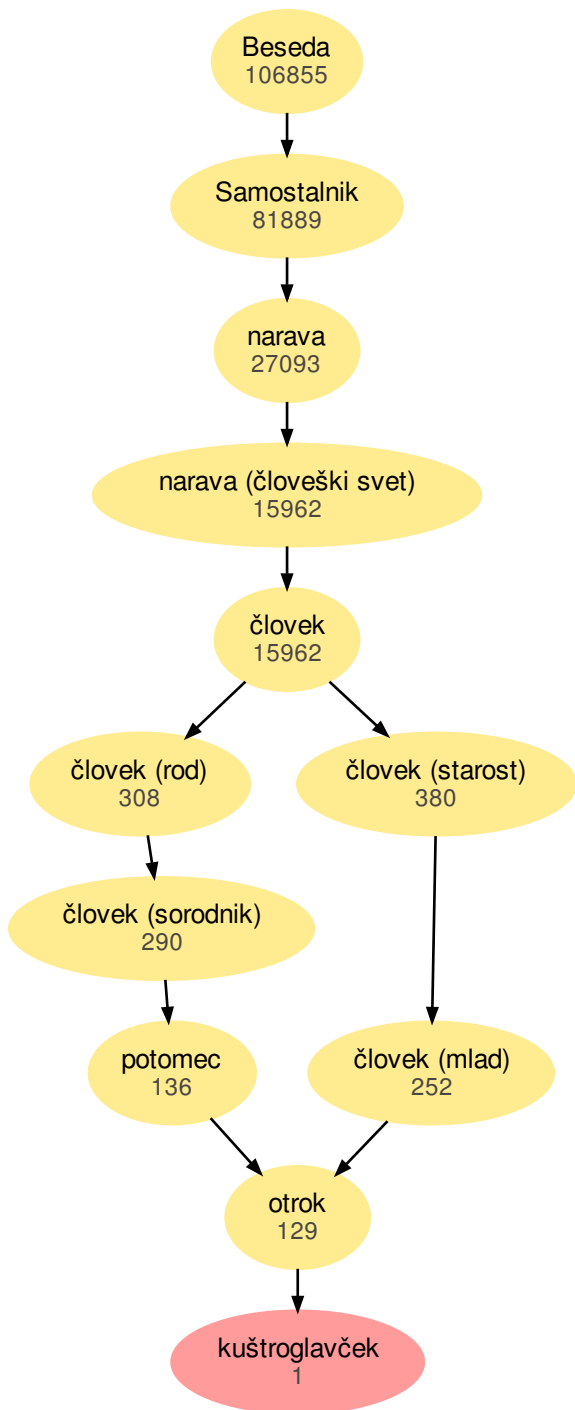 Beseda
106855
Samostalnik
81889
narava
27093
narava (človeški svet)
15962
človek
15962
človek (rod)
308
človek (starost)
380
človek (sorodnik)
290
potomec
136
človek (mlad)
252
otrok
129
kuštroglavček
1